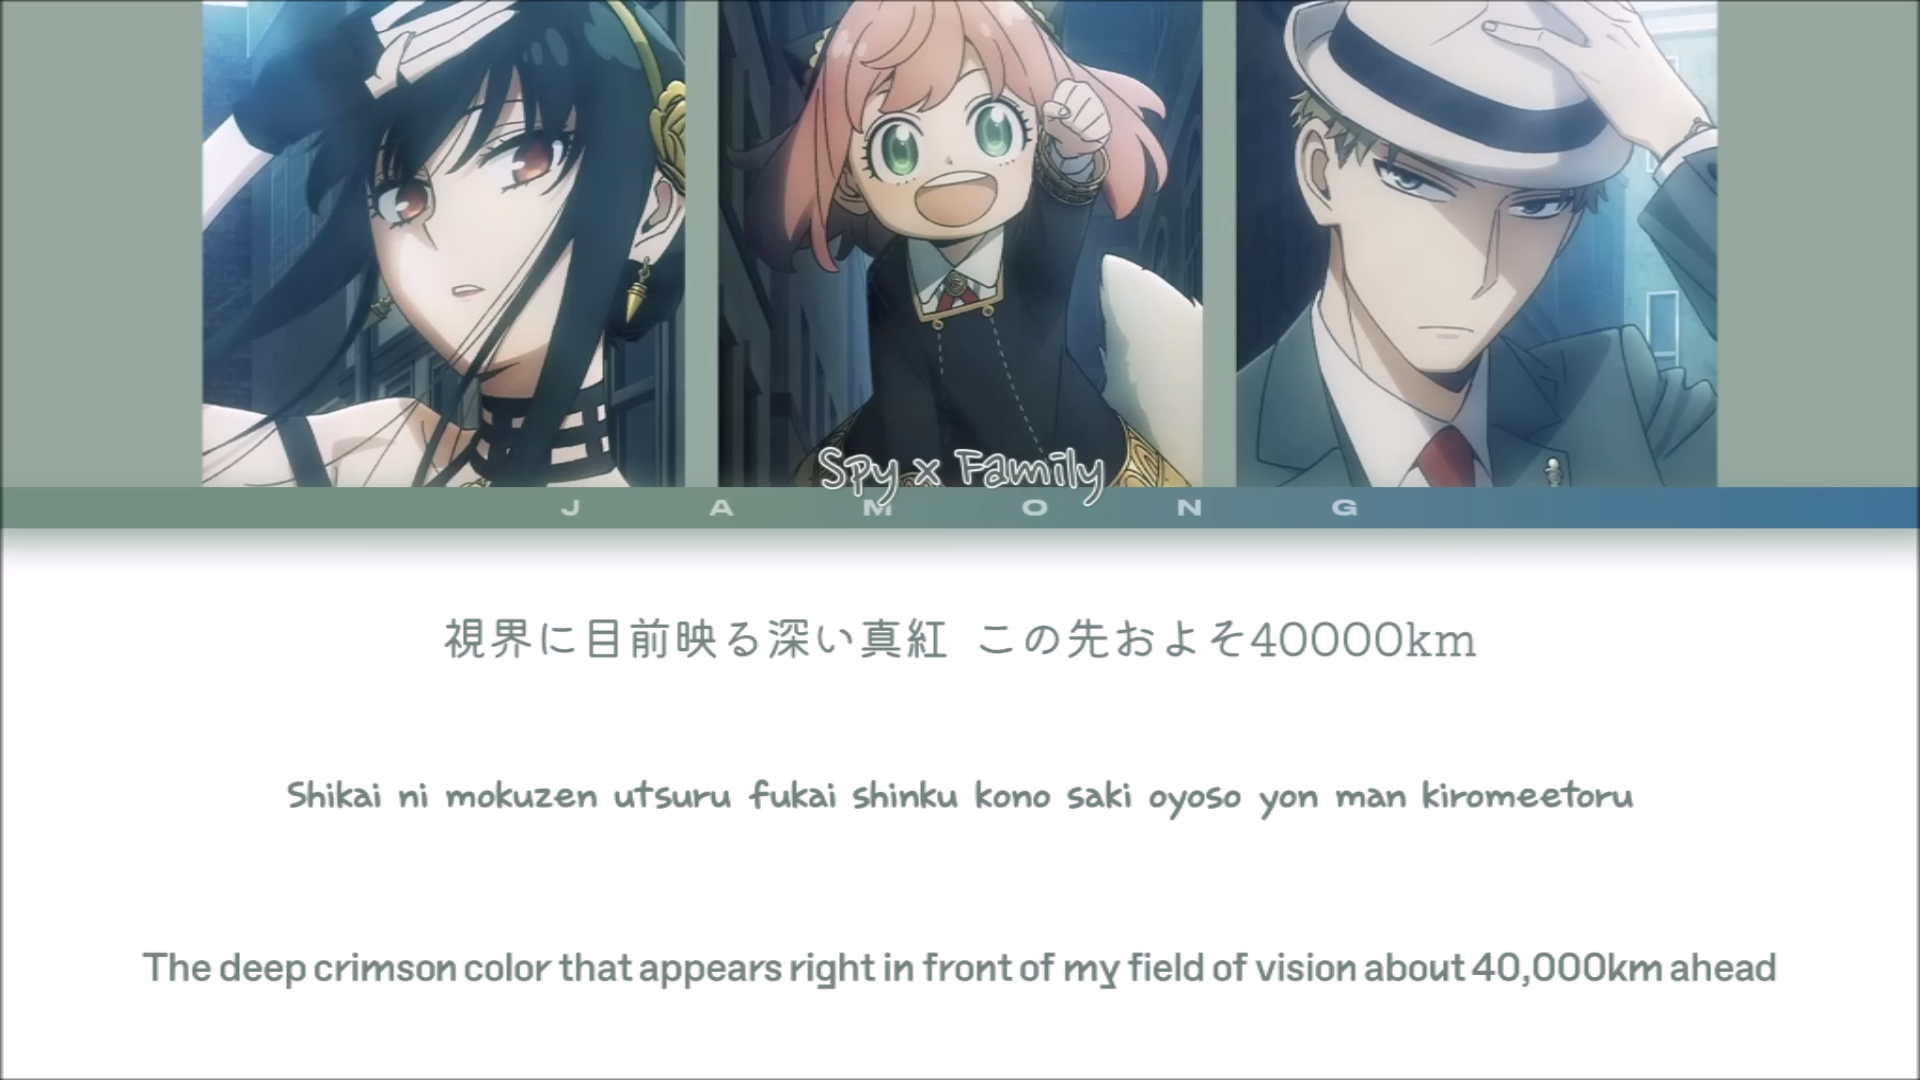 Spy x Family
JAMONG
視界に目前映る深い真紅 この先およそ40000km
Shikai ni mokuzen utsuru fukai shinku kono saki oyoso yon man kiromeetoru
The deep crimson color that appears right in front of my field of vision about 40,000km ahead